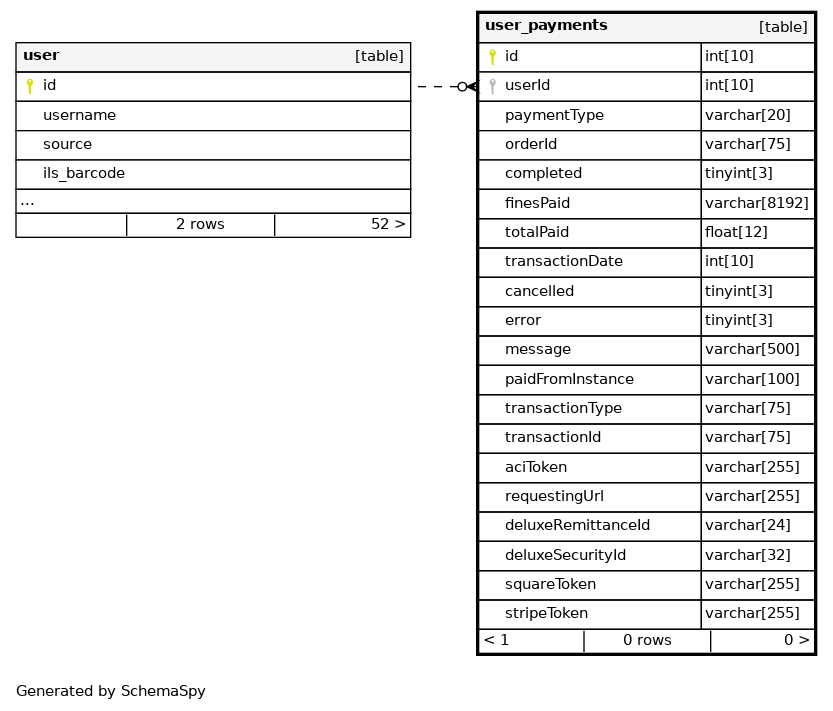 user [table]
id
username
source
ils_barcode
...
2 rows 52 >
user_payments [table]
id int[10]
userId int[10]
paymentType varchar[20]
orderId varchar[75]
completed tinyint[3]
finesPaid varchar[8192]
totalPaid float[12]
transactionDate int[10]
cancelled tinyint[3]
error tinyint[3]
message varchar[500]
paidFromInstance varchar[100]
transactionType varchar[75]
transactionId varchar[75]
aciToken varchar[255]
requestingUrl varchar[255]
deluxeRemittanceId varchar[24]
deluxeSecurityId varchar[32]
squareToken varchar[255]
stripeToken varchar[255]
< 1 0 rows 0 >
Generated by SchemaSpy